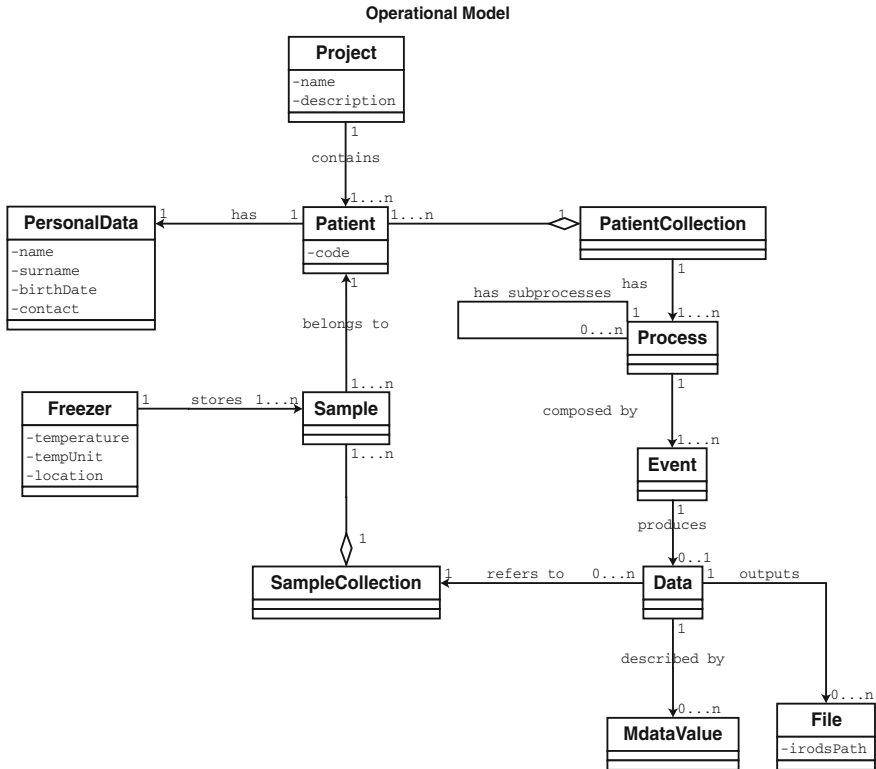 Operational Model
Project
-name
-description
1
contains
1...n
PersonalData
-name
-surname
-birthDate
-contact
1
has
1
Patient
-code
1...n
1
PatientCollection
1
has
1...n
has subprocesses
1
0...n
Process
1
belongs to
1...n
Freezer
-temperature
-tempUnit
-location
1
stores
1...n
Sample
1...n
1
composed by
1...n
Event
1
produces
0..1
1
SampleCollection
1
refers to
0...n
Data
1
outputs
1
described by
0...n
0...n
MdataValue
File
-irodsPath